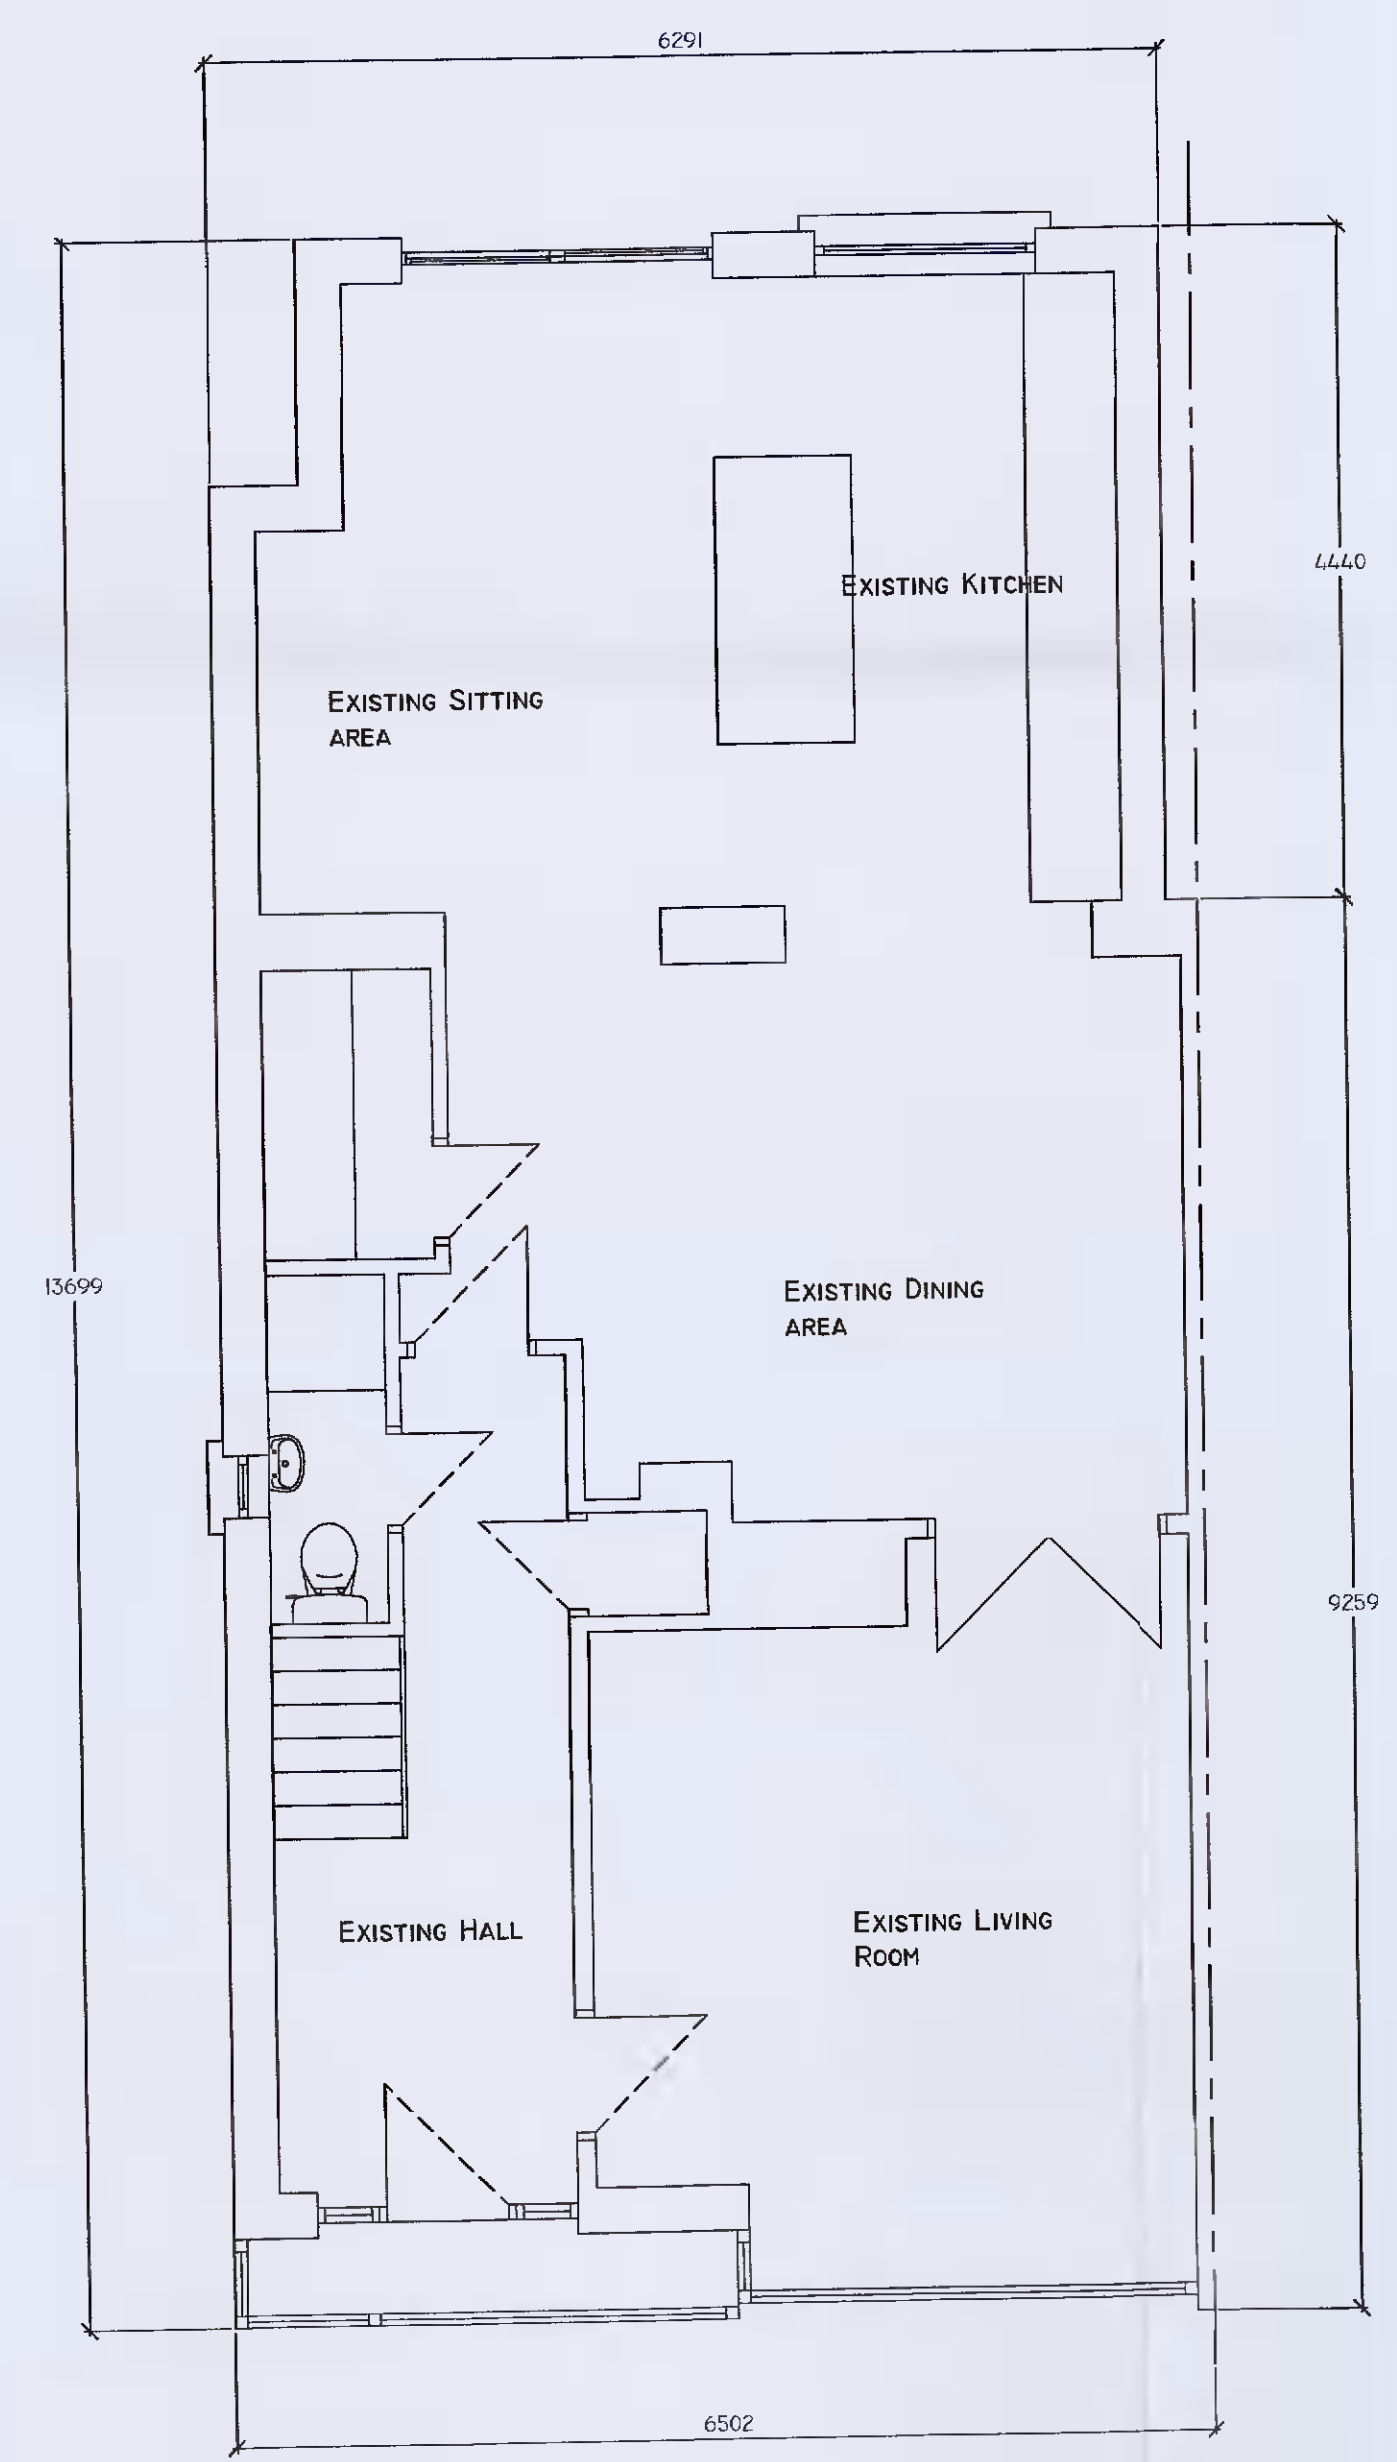 6291
4440
EXISTING KITCHEN
EXISTING SITTING
AREA
13699
EXISTING DINING
AREA
9259
EXISTING HALL
EXISTING LIVING
ROOM
6502